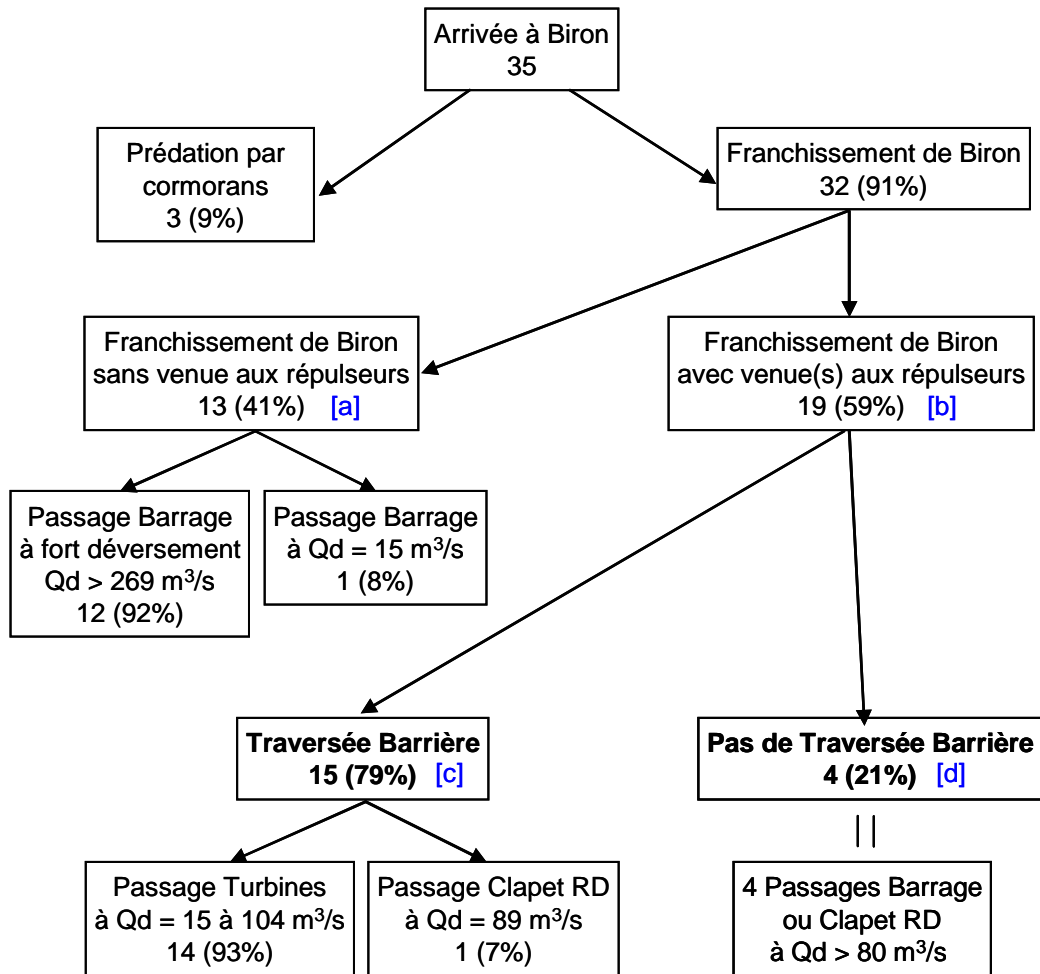 Arrivée à Biron
35
Prédation par
cormorans
3 (9%)
Franchissement de Biron
32 (91%)
Franchissement de Biron
sans venue aux répulseurs
13 (41%) [a]
Franchissement de Biron
avec venue(s) aux répulseurs
19 (59%) [b]
Passage Barrage
à fort déversement
Qd > 269 m³/s
12 (92%)
Passage Barrage
à Qd = 15 m³/s
1 (8%)
Traversée Barrière
15 (79%) [c]
Pas de Traversée Barrière
4 (21%) [d]
Passage Turbines
à Qd = 15 à 104 m³/s
14 (93%)
Passage Clapet RD
à Qd = 89 m³/s
1 (7%)
4 Passages Barrage
ou Clapet RD
à Qd > 80 m³/s